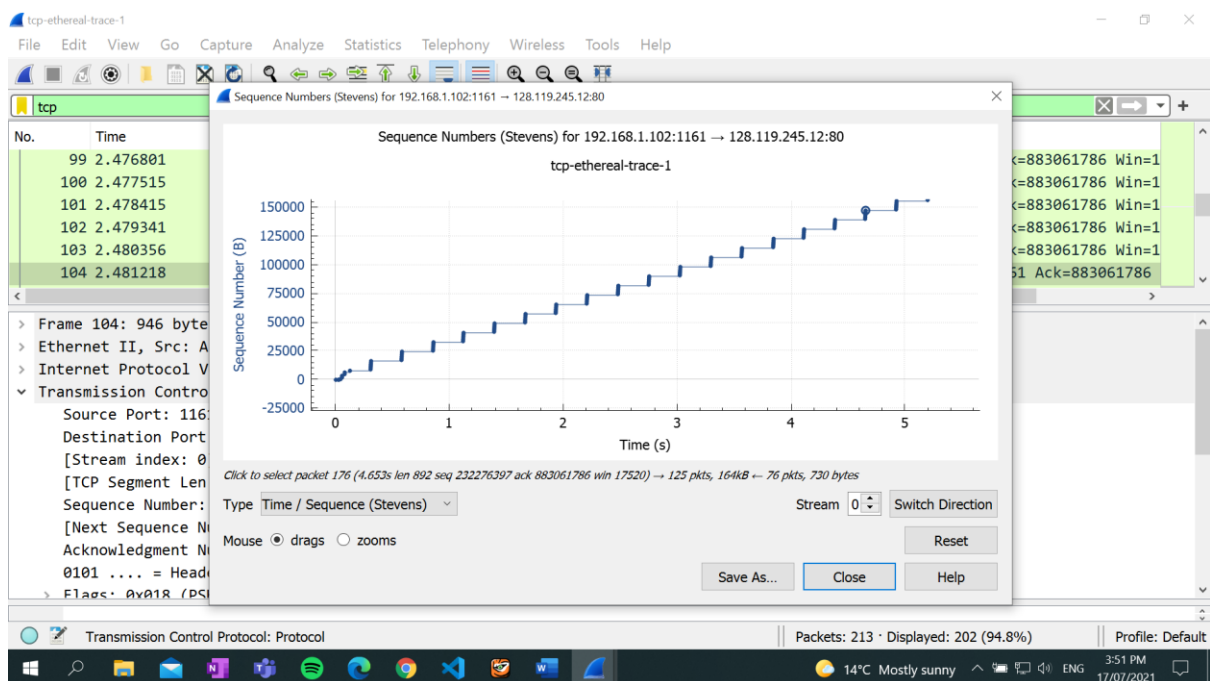 tcp-ethereal-trace-1
File Edit View Go Capture Analyze Statistics Telephony Wireless Tools Help
tcp
Sequence Numbers (Stevens) for 192.168.1.102:1161 → 128.119.245.12:80
No. Time
99 2.476801 k=883061786 Win=1
100 2.477515 k=883061786 Win=1
101 2.478415 k=883061786 Win=1
102 2.479341 k=883061786 Win=1
103 2.480356 k=883061786 Win=1
104 2.481218 61 Ack=883061786
Frame 104: 946 byte
Ethernet II, Src: A
Internet Protocol V
Transmission Contro
Source Port: 116
Destination Port
[Stream index: 0
[TCP Segment Len
Sequence Number:
[Next Sequence Nu
Acknowledgment Nu
0101 .... = Heade
Flags: 0x018 (PSH
Sequence Numbers (Stevens) for 192.168.1.102:1161 → 128.119.245.12:80
tcp-ethereal-trace-1
Sequence Number (B)
150000
125000
100000
75000
50000
25000
0
-25000
0 1 2 3 4 5
Time (s)
Click to select packet 176 (4.653s len 892 seq 232276397 ack 883061786 win 17520) → 125 pkts, 164kB ← 76 pkts, 730 bytes
Type Time / Sequence (Stevens) Stream 0 Switch Direction
Mouse drags zooms Reset
Save As... Close Help
Transmission Control Protocol: Protocol Packets: 213 · Displayed: 202 (94.8%) Profile: Default
14°C Mostly sunny ENG 3:51 PM
17/07/2021